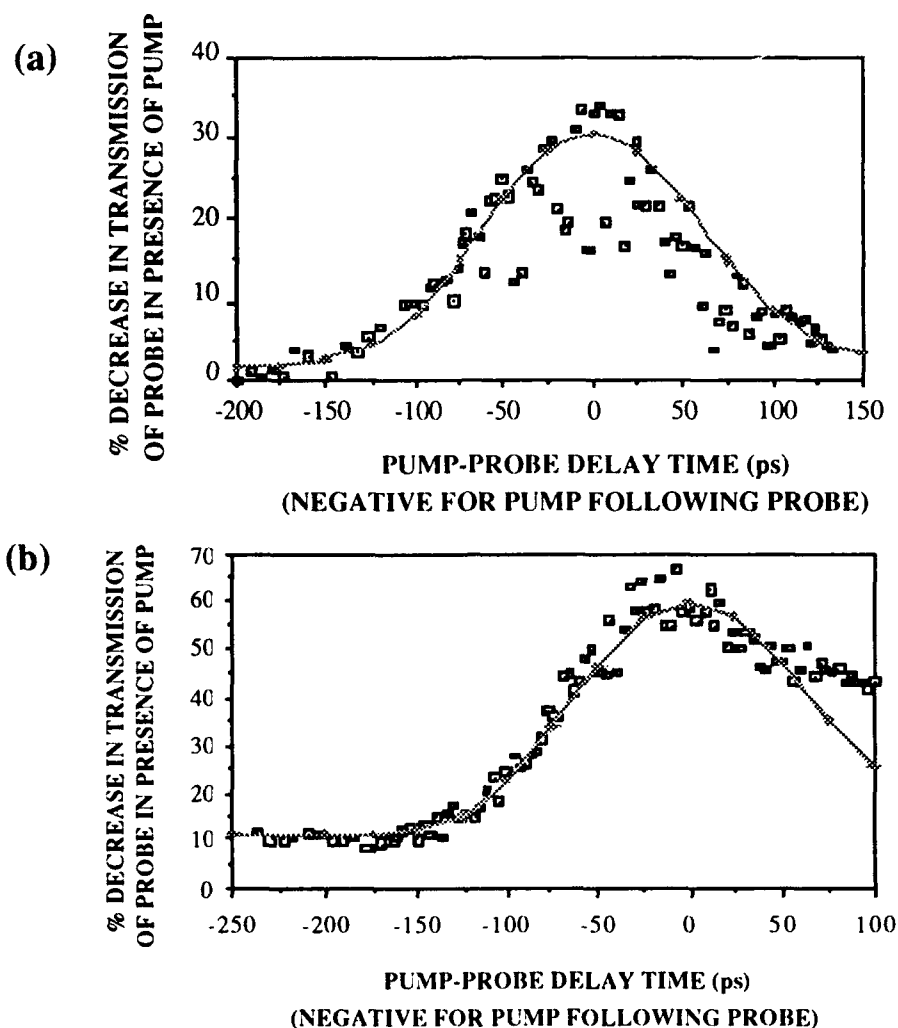 (a)
% DECREASE IN TRANSMISSION
OF PROBE IN PRESENCE OF PUMP
40
30
20
10
0
-200 -150 -100 -50 0 50 100 150
PUMP-PROBE DELAY TIME (ps)
(NEGATIVE FOR PUMP FOLLOWING PROBE)
(b)
% DECREASE IN TRANSMISSION
OF PROBE IN PRESENCE OF PUMP
70
60
50
40
30
20
10
0
-250 -200 -150 -100 -50 0 50 100
PUMP-PROBE DELAY TIME (ps)
(NEGATIVE FOR PUMP FOLLOWING PROBE)